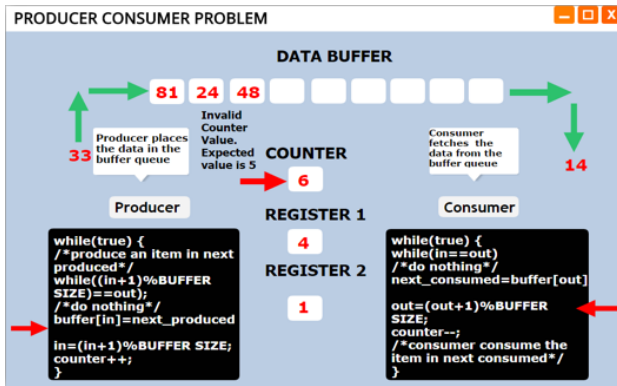 PRODUCER CONSUMER PROBLEM
X
DATA BUFFER
81 24 48
Invalid
Counter
Value.
Expected
value is 5
Producer places
the data in the
buffer queue
33
Consumer
fetches the
data from the
buffer queue
14
COUNTER
6
Producer
Consumer
REGISTER 1
4
REGISTER 2
1
while(true) {
/*produce an item in next
produced*/
while((in+1)%BUFFER
SIZE)==out);
/*do nothing*/
buffer[in]=next_produced
in=(in+1)%BUFFER SIZE;
counter++;
}
while(true) {
while(in==out)
/*do nothing*/
next_consumed=buffer[out]
out=(out+1)%BUFFER
SIZE;
counter--;
/*consumer consume the
item in next consumed*/
}